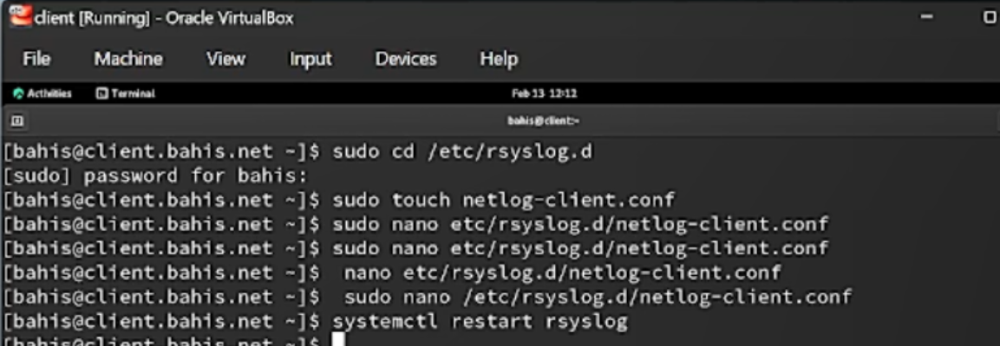 client [Running] - Oracle VirtualBox
File Machine View Input Devices Help
Activities Terminal Feb 13 12:12
bahis@client:~
[bahis@client.bahis.net ~]$ sudo cd /etc/rsyslog.d
[sudo] password for bahis:
[bahis@client.bahis.net ~]$ sudo touch netlog-client.conf
[bahis@client.bahis.net ~]$ sudo nano etc/rsyslog.d/netlog-client.conf
[bahis@client.bahis.net ~]$ sudo nano etc/rsyslog.d/netlog-client.conf
[bahis@client.bahis.net ~]$  nano etc/rsyslog.d/netlog-client.conf
[bahis@client.bahis.net ~]$  sudo nano /etc/rsyslog.d/netlog-client.conf
[bahis@client.bahis.net ~]$ systemctl restart rsyslog
[bahis@client.bahis.net ~]$